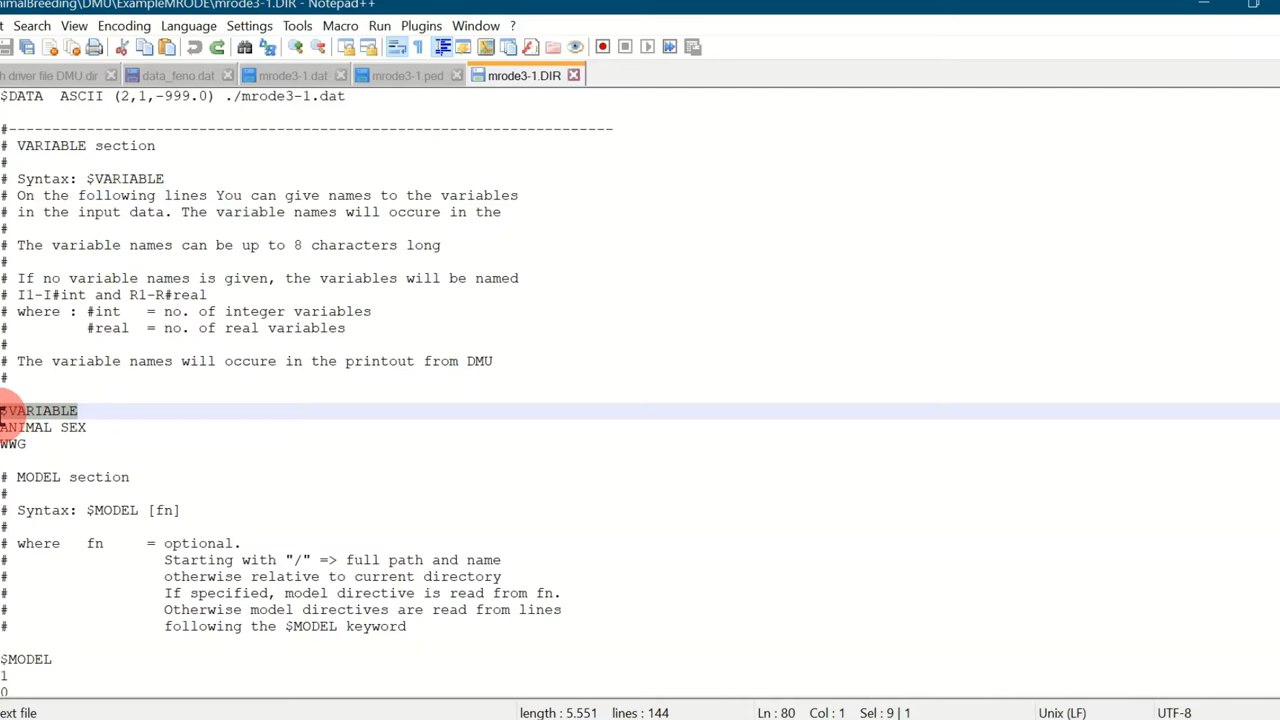 nimalBreeding\DMU\ExampleMRODE\mrode3-1.DIR - Notepad++
t Search View Encoding Language Settings Tools Macro Run Plugins Window ?
h driver file DMU dir data_feno dat mrode3-1 dat mrode3-1 ped mrode3-1.DIR
$DATA ASCII (2,1,-999.0) ./mrode3-1.dat
#----------------------------------------------------------------------
# VARIABLE section
#
# Syntax: $VARIABLE
# On the following lines You can give names to the variables
# in the input data. The variable names will occure in the
#
# The variable names can be up to 8 characters long
#
# If no variable names is given, the variables will be named
# I1-I#int and R1-R#real
# where : #int = no. of integer variables
# #real = no. of real variables
#
# The variable names will occure in the printout from DMU
#
$VARIABLE
ANIMAL SEX
WWG
# MODEL section
#
# Syntax: $MODEL [fn]
#
# where fn = optional.
# Starting with "/" => full path and name
# otherwise relative to current directory
# If specified, model directive is read from fn.
# Otherwise model directives are read from lines
# following the $MODEL keyword
$MODEL
1
0
ext file length : 5.551 lines : 144 Ln : 80 Col : 1 Sel : 9 | 1 Unix (LF) UTF-8